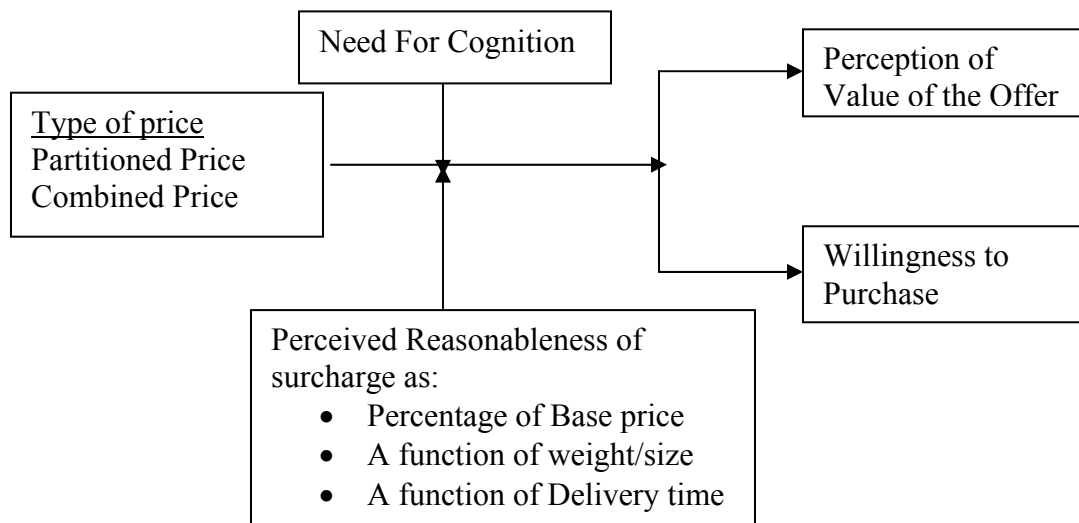 Need For Cognition
Perception of
Value of the Offer
Type of price
Partitioned Price
Combined Price
Willingness to
Purchase
Perceived Reasonableness of
surcharge as:
• Percentage of Base price
• A function of weight/size
• A function of Delivery time